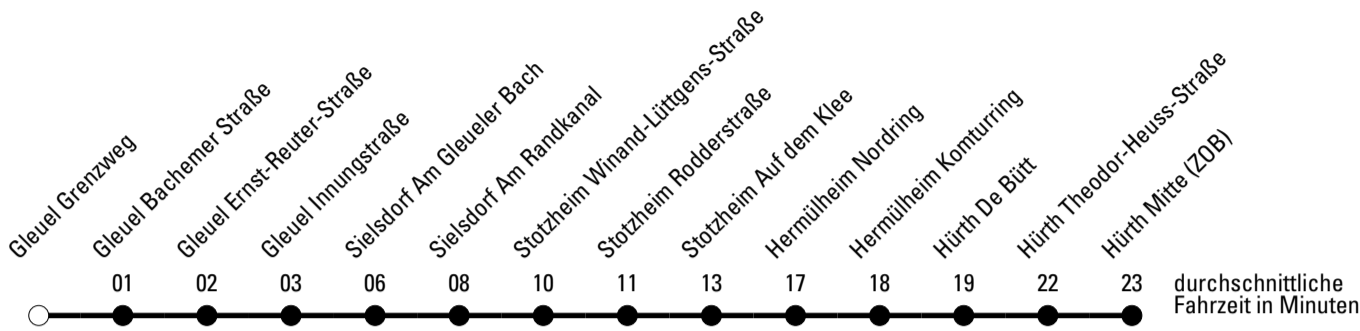 Gleuel Grenzweg
Gleuel Bachemer Straße
Gleuel Ernst-Reuter-Straße
Gleuel Innungstraße
Sielsdorf Am Gleueler Bach
Sielsdorf Am Randkanal
Stotzheim Winand-Lüttgens-Straße
Stotzheim Rodderstraße
Stotzheim Auf dem Klee
Hermülheim Nordring
Hermülheim Komturring
Hürth De Bütt
Hürth Theodor-Heuss-Straße
Hürth Mitte (ZOB)
01 02 03 06 08 10 11 13 17 18 19 22 23
durchschnittliche
Fahrzeit in Minuten